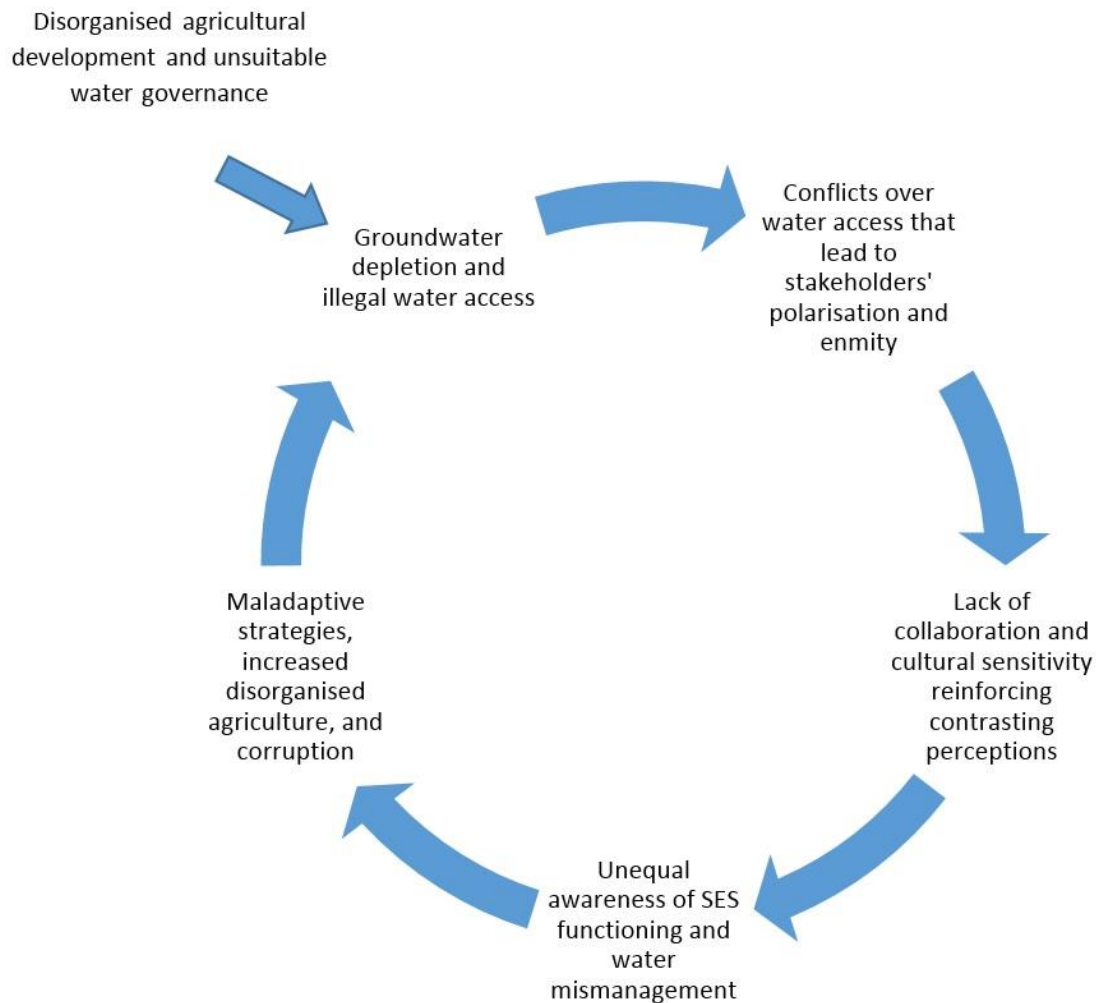 Disorganised agricultural
development and unsuitable
water governance
Groundwater
depletion and
illegal water access
Conflicts over
water access that
lead to
stakeholders'
polarisation and
enmity
Lack of
collaboration and
cultural sensitivity
reinforcing
contrasting
perceptions
Unequal
awareness of SES
functioning and
water
mismanagement
Maladaptive
strategies,
increased
disorganised
agriculture, and
corruption